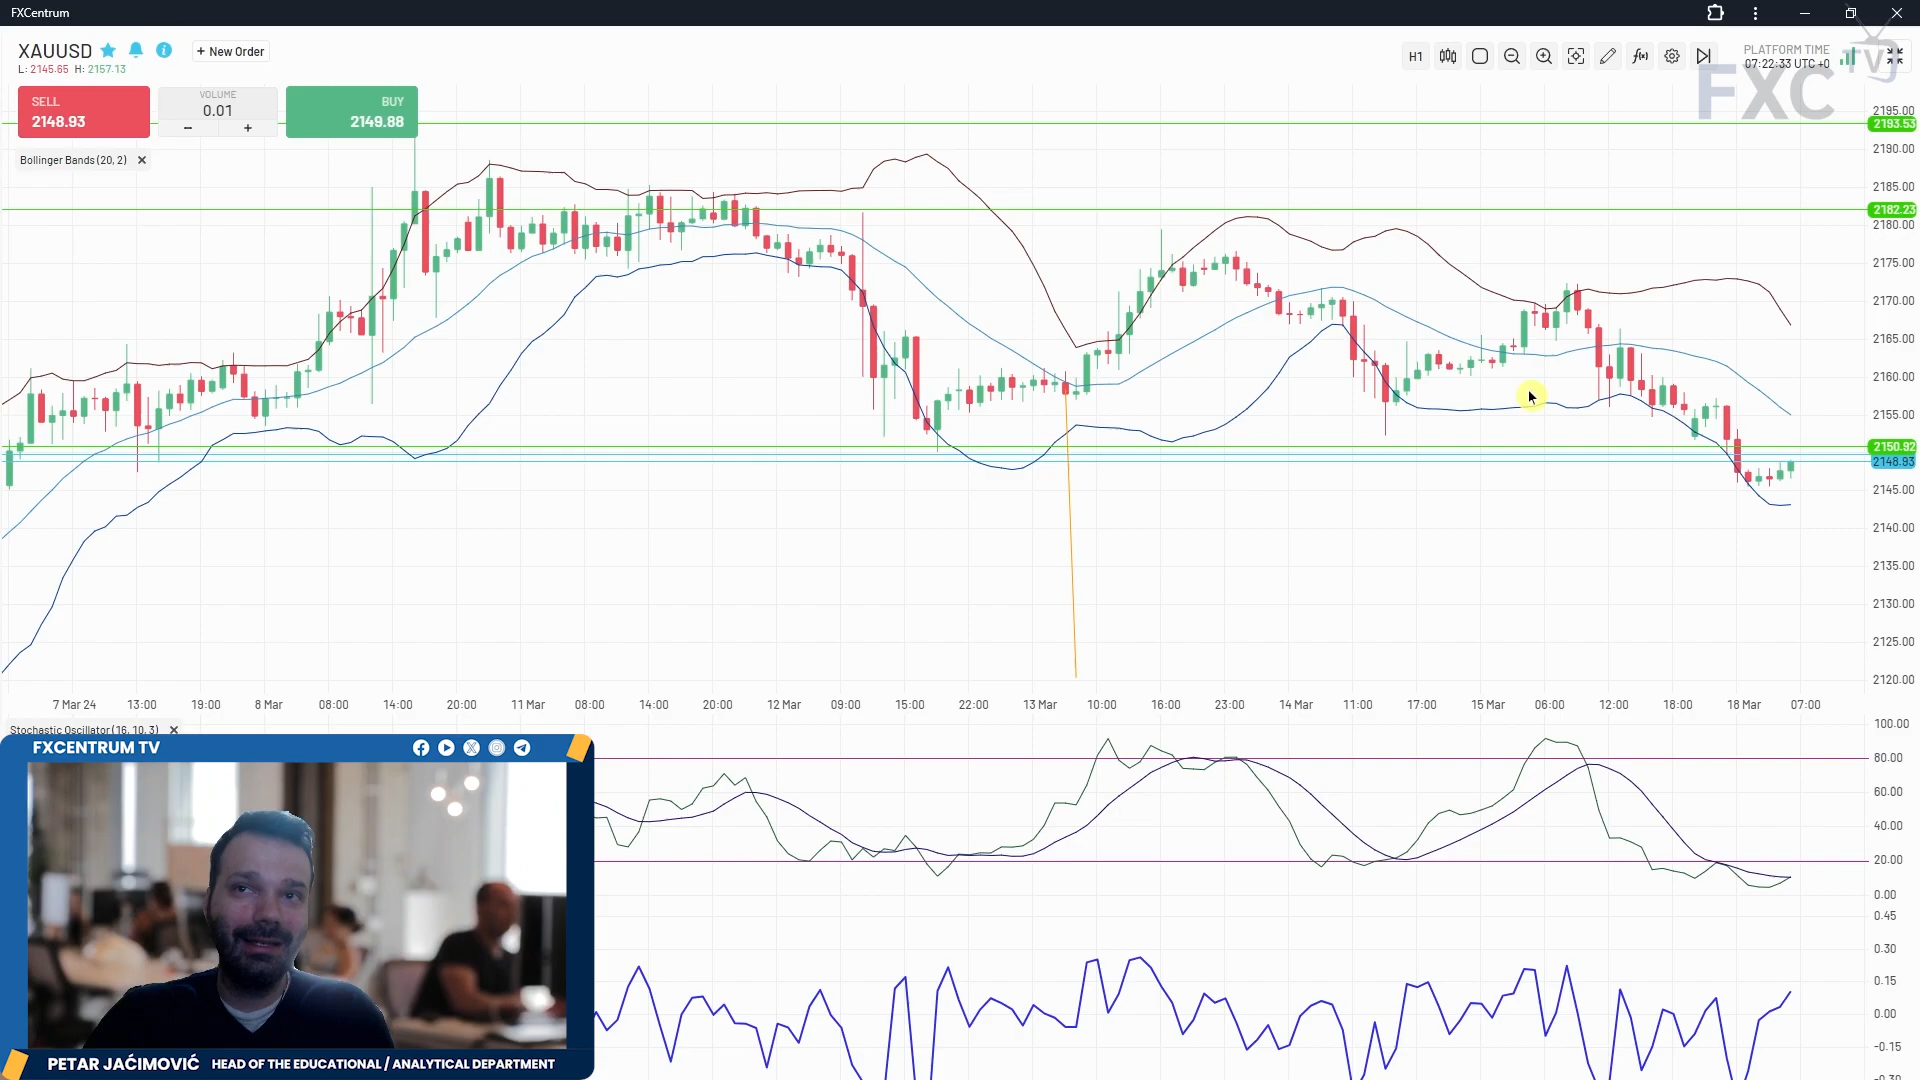 FXCentrum
XAUUSD
+ New Order
L: 2145.65 H: 2157.13
H1
PLATFORM TIME
07:22:33 UTC +0
FXC
TV
SELL
2148.93
VOLUME
0.01
− +
BUY
2149.88
Bollinger Bands (20, 2)
2195.00
2193.53
2190.00
2185.00
2182.23
2180.00
2175.00
2170.00
2165.00
2160.00
2155.00
2150.92
2148.93
2145.00
2140.00
2135.00
2130.00
2125.00
2120.00
7 Mar 24 13:00 19:00 8 Mar 08:00 14:00 20:00 11 Mar 08:00 14:00 20:00 12 Mar 09:00 15:00 22:00 13 Mar 10:00 16:00 23:00 14 Mar 11:00 17:00 15 Mar 06:00 12:00 18:00 18 Mar 07:00
Stochastic Oscillator (16, 10, 3)
100.00
80.00
60.00
40.00
20.00
0.00
0.45
0.30
0.15
0.00
-0.15
-0.30
FXCENTRUM TV
PETAR JAĆIMOVIĆ HEAD OF THE EDUCATIONAL / ANALYTICAL DEPARTMENT